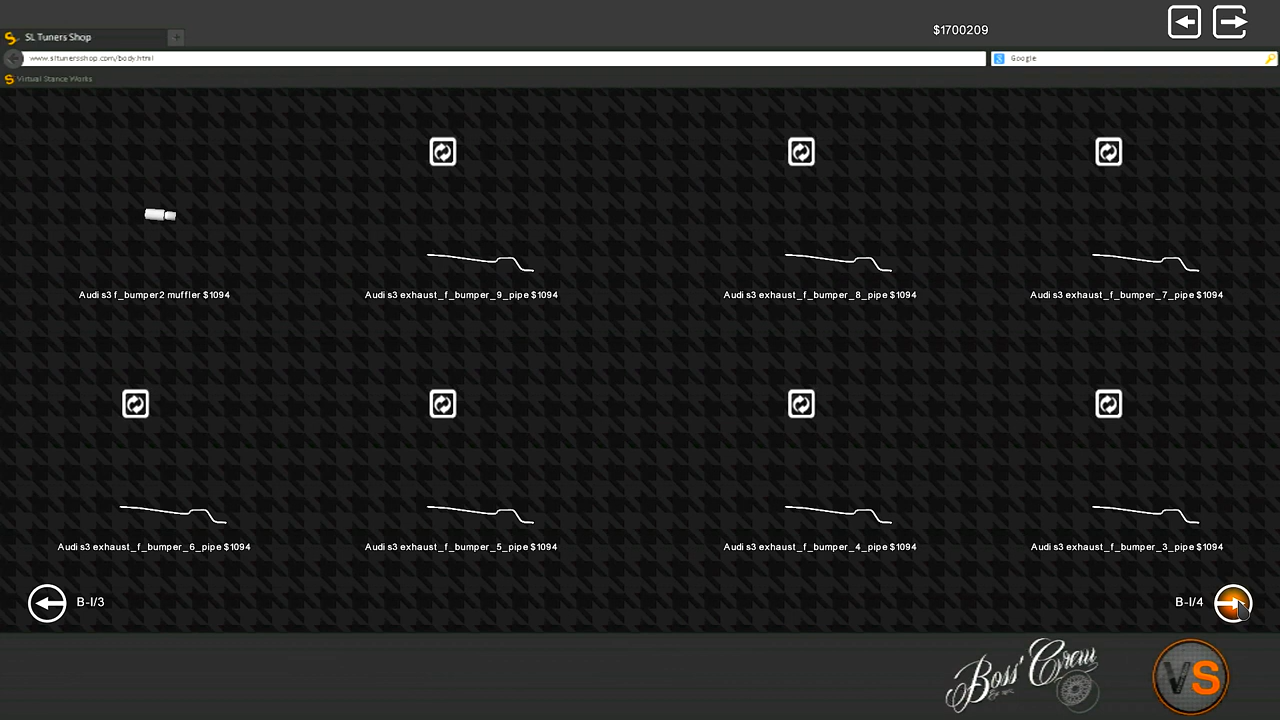 $1700209
SL Tuners Shop
www.sltunersshop.com/body.html
Google
Virtual Stance Works
Audi s3 f_bumper2 muffler $1094
Audi s3 exhaust_f_bumper_9_pipe $1094
Audi s3 exhaust_f_bumper_8_pipe $1094
Audi s3 exhaust_f_bumper_7_pipe $1094
Audi s3 exhaust_f_bumper_6_pipe $1094
Audi s3 exhaust_f_bumper_5_pipe $1094
Audi s3 exhaust_f_bumper_4_pipe $1094
Audi s3 exhaust_f_bumper_3_pipe $1094
B-I/3
B-I/4
Boss' Crew
VS